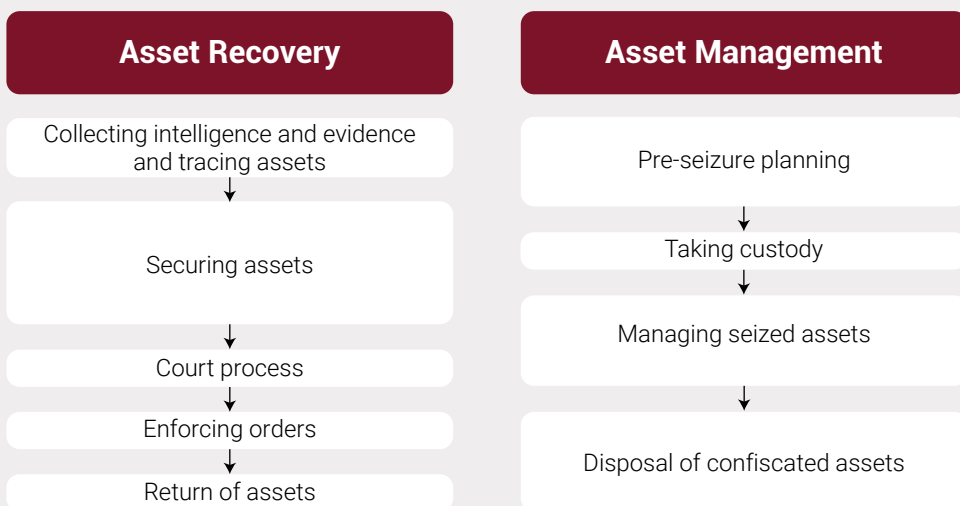 Asset Recovery
Collecting intelligence and evidence
and tracing assets
Securing assets
Court process
Enforcing orders
Return of assets
Asset Management
Pre-seizure planning
Taking custody
Managing seized assets
Disposal of confiscated assets